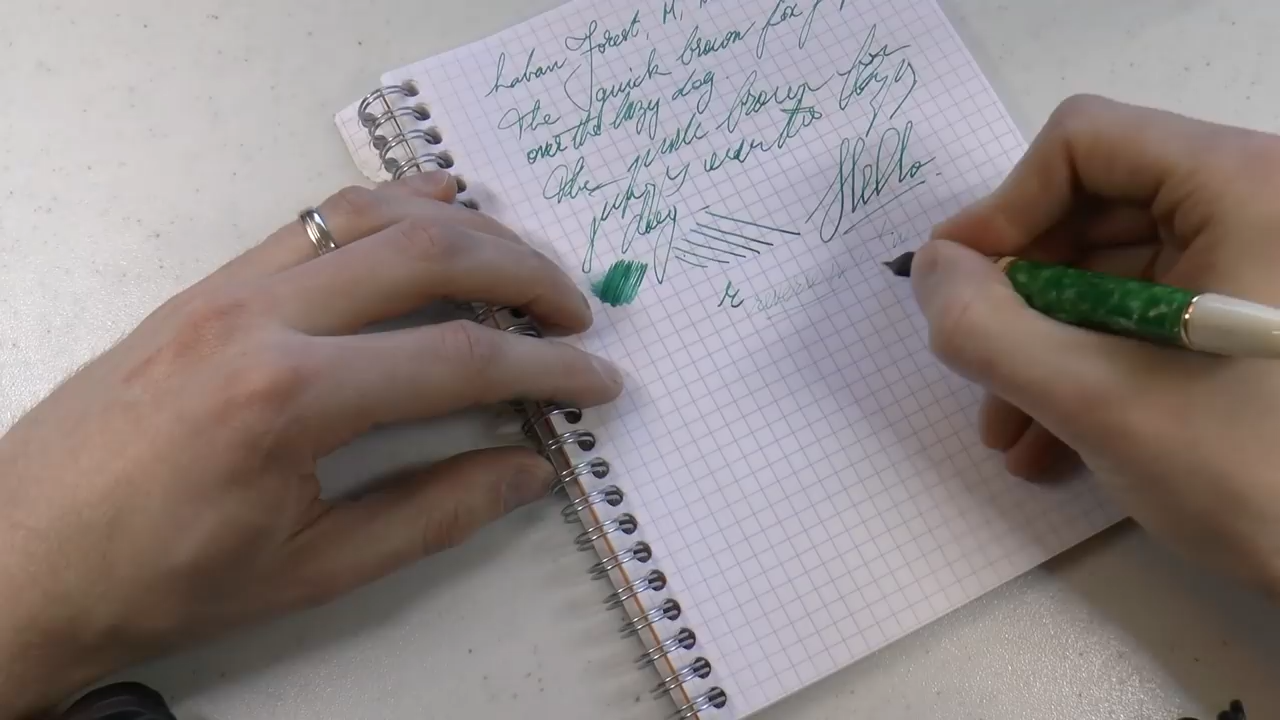 Laban Forest, M,
The quick brown fox
over the lazy dog
The quick brown fox
jumps over the lazy
dog
Hello.
r reverse